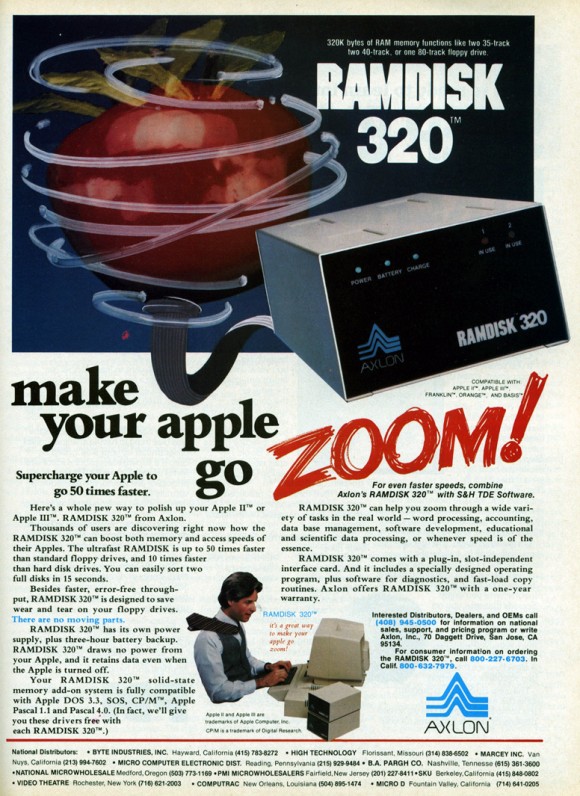 320K bytes of RAM memory functions like two 35-track
two 40-track, or one 80-track floppy drive.
RAMDISK
320™
1 2
IN USE IN USE
POWER BATTERY CHARGE
AXLON
RAMDISK 320
COMPATIBLE WITH:
APPLE II™, APPLE III™,
FRANKLIN™, ORANGE™, AND BASIS™
make
your apple
go
ZOOM!
Supercharge your Apple to
go 50 times faster.
Here's a whole new way to polish up your Apple II™ or
Apple III™. RAMDISK 320™ from Axlon.
Thousands of users are discovering right now how the
RAMDISK 320™ can boost both memory and access speeds of
their Apples. The ultrafast RAMDISK is up to 50 times faster
than standard floppy drives, and 10 times faster
than hard disk drives. You can easily sort two
full disks in 15 seconds.
Besides faster, error-free through-
put, RAMDISK 320™ is designed to save
wear and tear on your floppy drives.
There are no moving parts.
RAMDISK 320™ has its own power
supply, plus three-hour battery backup.
RAMDISK 320™ draws no power from
your Apple, and it retains data even when
the Apple is turned off.
Your RAMDISK 320™ solid-state
memory add-on system is fully compatible
with Apple DOS 3.3, SOS, CP/M™, Apple
Pascal 1.1 and Pascal 4.0. (In fact, we'll give
you these drivers free with
each RAMDISK 320™.)
For even faster speeds, combine
Axlon's RAMDISK 320™ with S&H TDE Software.
RAMDISK 320™ can help you zoom through a wide vari-
ety of tasks in the real world — word processing, accounting,
data base management, software development, educational
and scientific data processing, or whenever speed is of the
essence.
RAMDISK 320™ comes with a plug-in, slot-independent
interface card. And it includes a specially designed operating
program, plus software for diagnostics, and fast-load copy
routines. Axlon offers RAMDISK 320™ with a one-year
warranty.
RAMDISK 320™
it's a great way
to make your
apple go
zoom!
Apple II and Apple III are
trademarks of Apple Computer, Inc.
CP/M is a trademark of Digital Research.
Interested Distributors, Dealers, and OEMs call
(408) 945-0500 for information on national
sales, support, and pricing program or write
Axlon, Inc., 70 Daggett Drive, San Jose, CA
95134.
For consumer information on ordering
the RAMDISK 320™, call 800-227-6703. In
Calif. 800-632-7979.
AXLON™
National Distributors: • BYTE INDUSTRIES, INC. Hayward, California (415) 783-8272 • HIGH TECHNOLOGY Florissant, Missouri (314) 838-6502 • MARCEY INC. Van
Nuys, California (213) 994-7602 • MICRO COMPUTER ELECTRONIC DIST. Reading, Pennsylvania (215) 929-9484 • B.A. PARGH CO. Nashville, Tennessee (615) 361-3600
•NATIONAL MICROWHOLESALE Medford, Oregon (503) 773-1169 •PMI MICROWHOLESALERS Fairfield, New Jersey (201) 227-8411 •SKU Berkeley, California (415) 848-0802
• VIDEO THEATRE Rochester, New York (716) 621-2003 • COMPUTRAC New Orleans, Louisiana (504) 895-1474 • MICRO D Fountain Valley, California (714) 641-0205